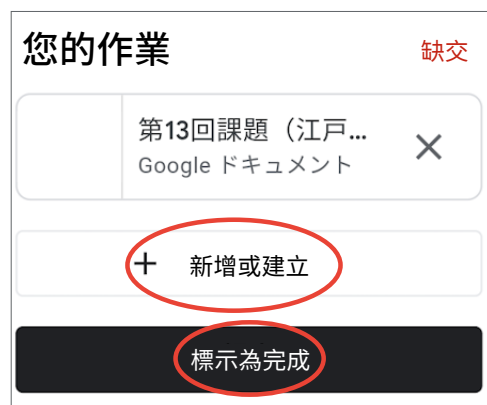 您的作業
缺交
第13回課題（江戸...
Google ドキュメント
新增或建立
標示為完成